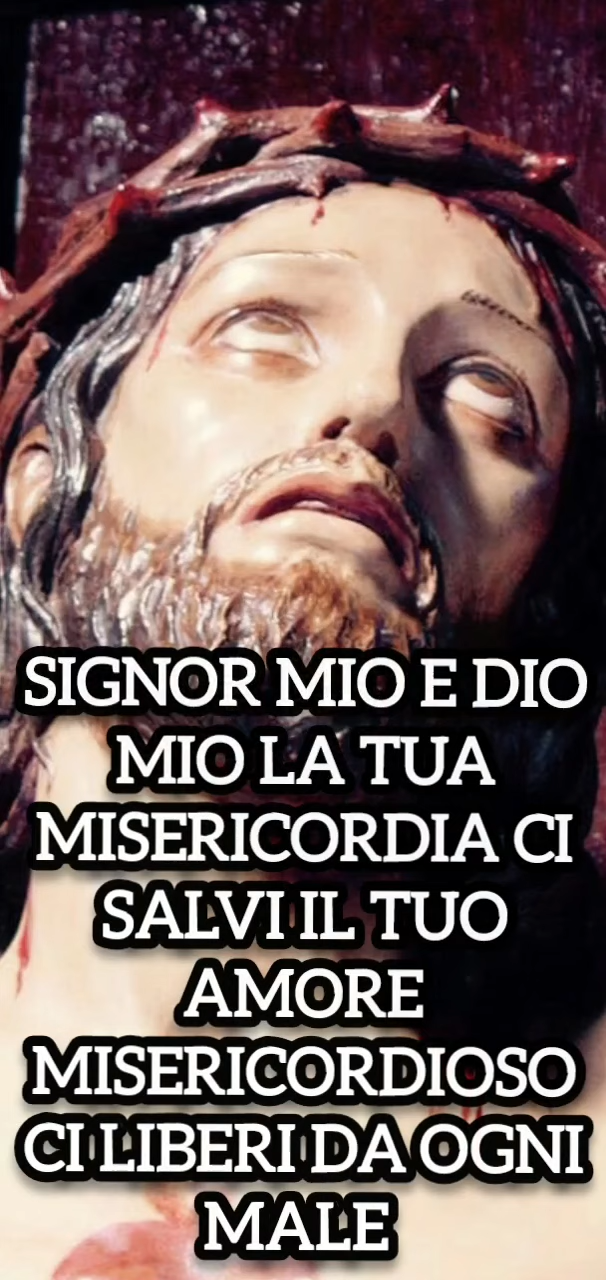 SIGNOR MIO E DIO
MIO LA TUA
MISERICORDIA CI
SALVI IL TUO
AMORE
MISERICORDIOSO
CI LIBERI DA OGNI
MALE